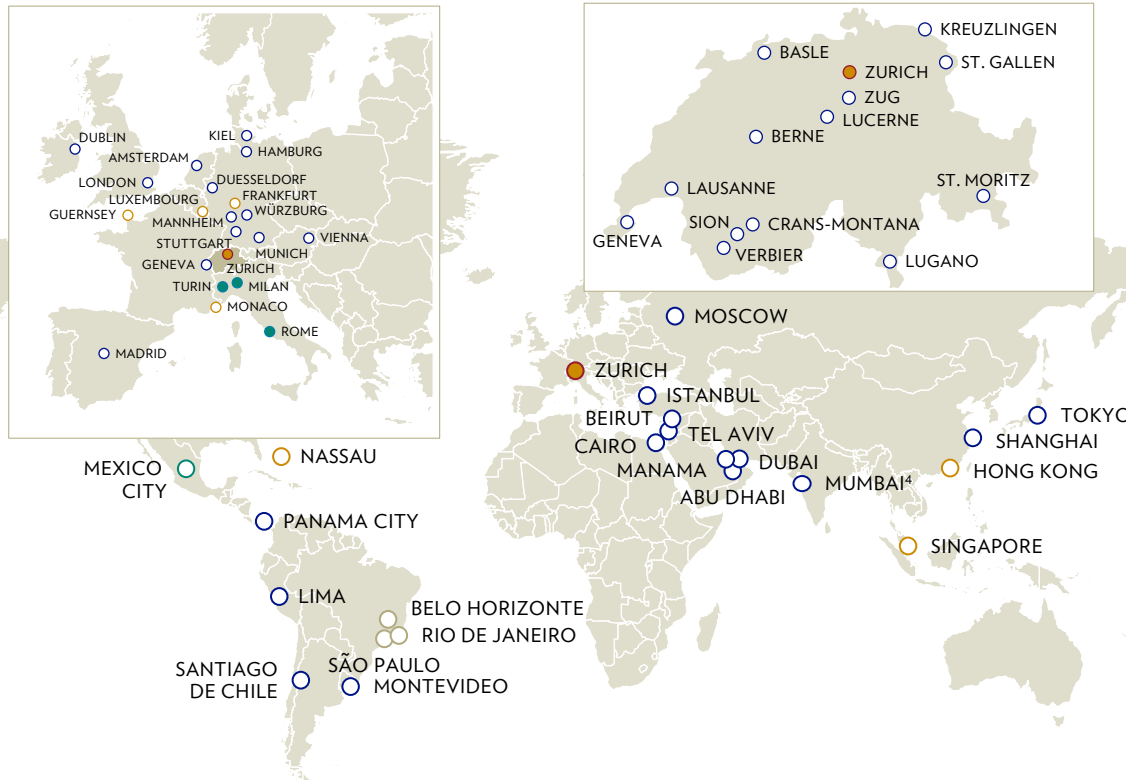 DUBLIN
KIEL
HAMBURG
AMSTERDAM
LONDON
DUESSELDORF
LUXEMBOURG
FRANKFURT
GUERNSEY
MANNHEIM
WÜRZBURG
STUTTGART
MUNICH
VIENNA
GENEVA
ZURICH
TURIN
MILAN
MONACO
ROME
MADRID
KREUZLINGEN
BASLE
ST. GALLEN
ZURICH
ZUG
LUCERNE
BERNE
LAUSANNE
ST. MORITZ
SION
CRANS-MONTANA
GENEVA
VERBIER
LUGANO
MOSCOW
ZURICH
ISTANBUL
BEIRUT
TEL AVIV
CAIRO
MANAMA
DUBAI
ABU DHABI
MUMBAI⁴
TOKYO
SHANGHAI
HONG KONG
SINGAPORE
MEXICO
CITY
NASSAU
PANAMA CITY
LIMA
BELO HORIZONTE
RIO DE JANEIRO
SÃO PAULO
SANTIAGO
DE CHILE
MONTEVIDEO